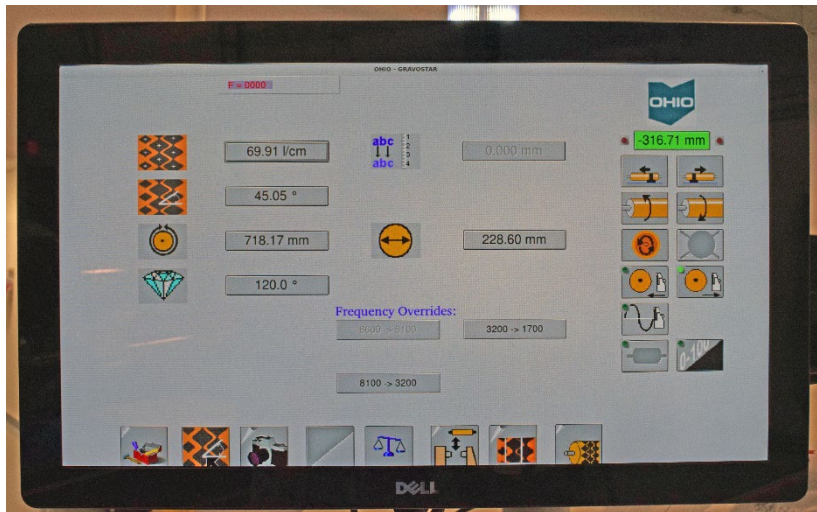 OHIO - GRAVOSTAR
F = 0000
OHIO
-316.71 mm
69.91 l/cm
abc
abc
1
2
3
4
0.000 mm
45.05 °
718.17 mm
228.60 mm
120.0 °
Frequency Overrides:
8600 -> 8100
3200 -> 1700
0-100
8100 -> 3200
DELL